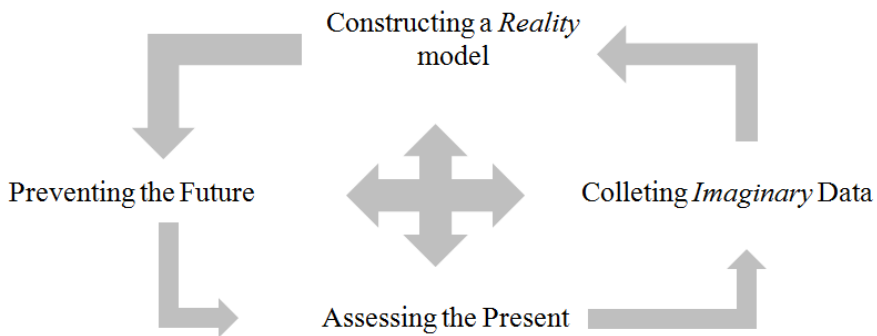 Constructing a Reality
model
Preventing the Future
Colleting Imaginary Data
Assessing the Present